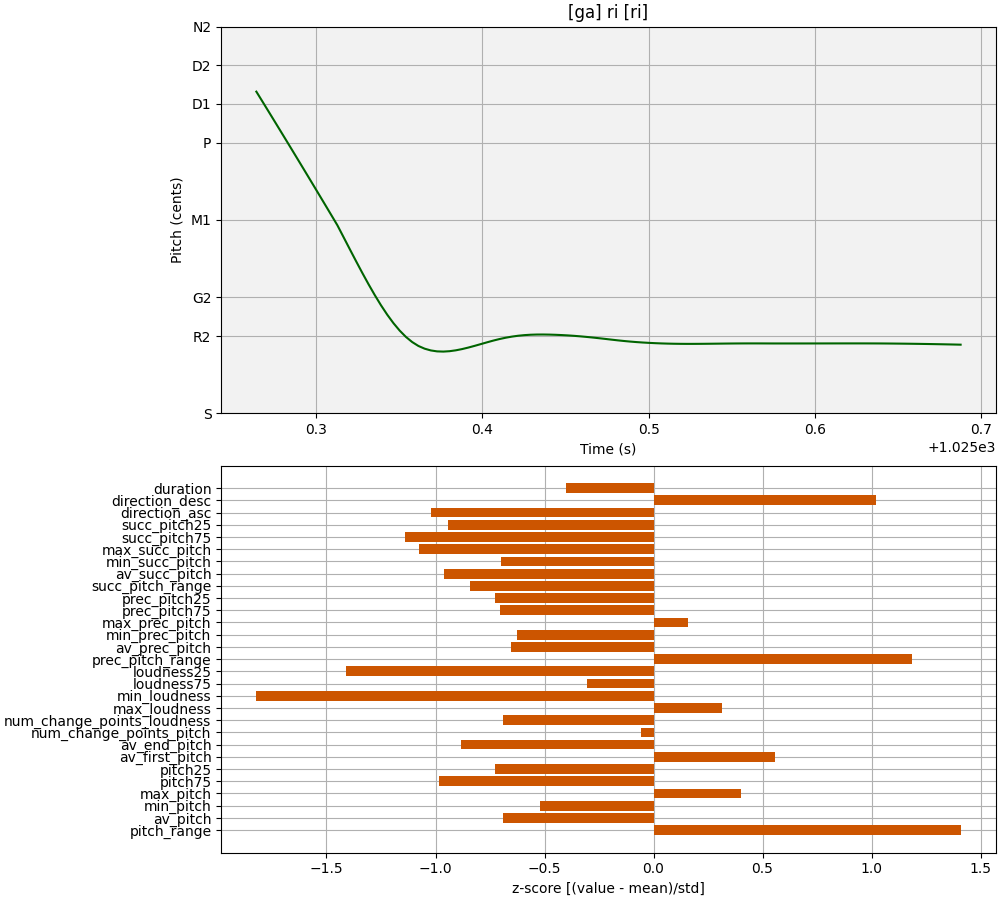 [ga] ri [ri]
N2
D2
D1
P
M1
G2
R2
S
Pitch (cents)
0.3 0.4 0.5 0.6 0.7
Time (s)
+1.025e3
duration
direction_desc
direction_asc
succ_pitch25
succ_pitch75
max_succ_pitch
min_succ_pitch
av_succ_pitch
succ_pitch_range
prec_pitch25
prec_pitch75
max_prec_pitch
min_prec_pitch
av_prec_pitch
prec_pitch_range
loudness25
loudness75
min_loudness
max_loudness
num_change_points_loudness
num_change_points_pitch
av_end_pitch
av_first_pitch
pitch25
pitch75
max_pitch
min_pitch
av_pitch
pitch_range
−1.5 −1.0 −0.5 0.0 0.5 1.0 1.5
z-score [(value - mean)/std]